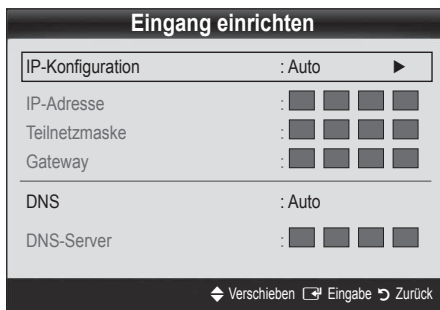 Eingang einrichten
IP-Konfiguration : Auto ►
IP-Adresse :
Teilnetzmaske :
Gateway :
DNS : Auto
DNS-Server :
Verschieben Eingabe Zurück